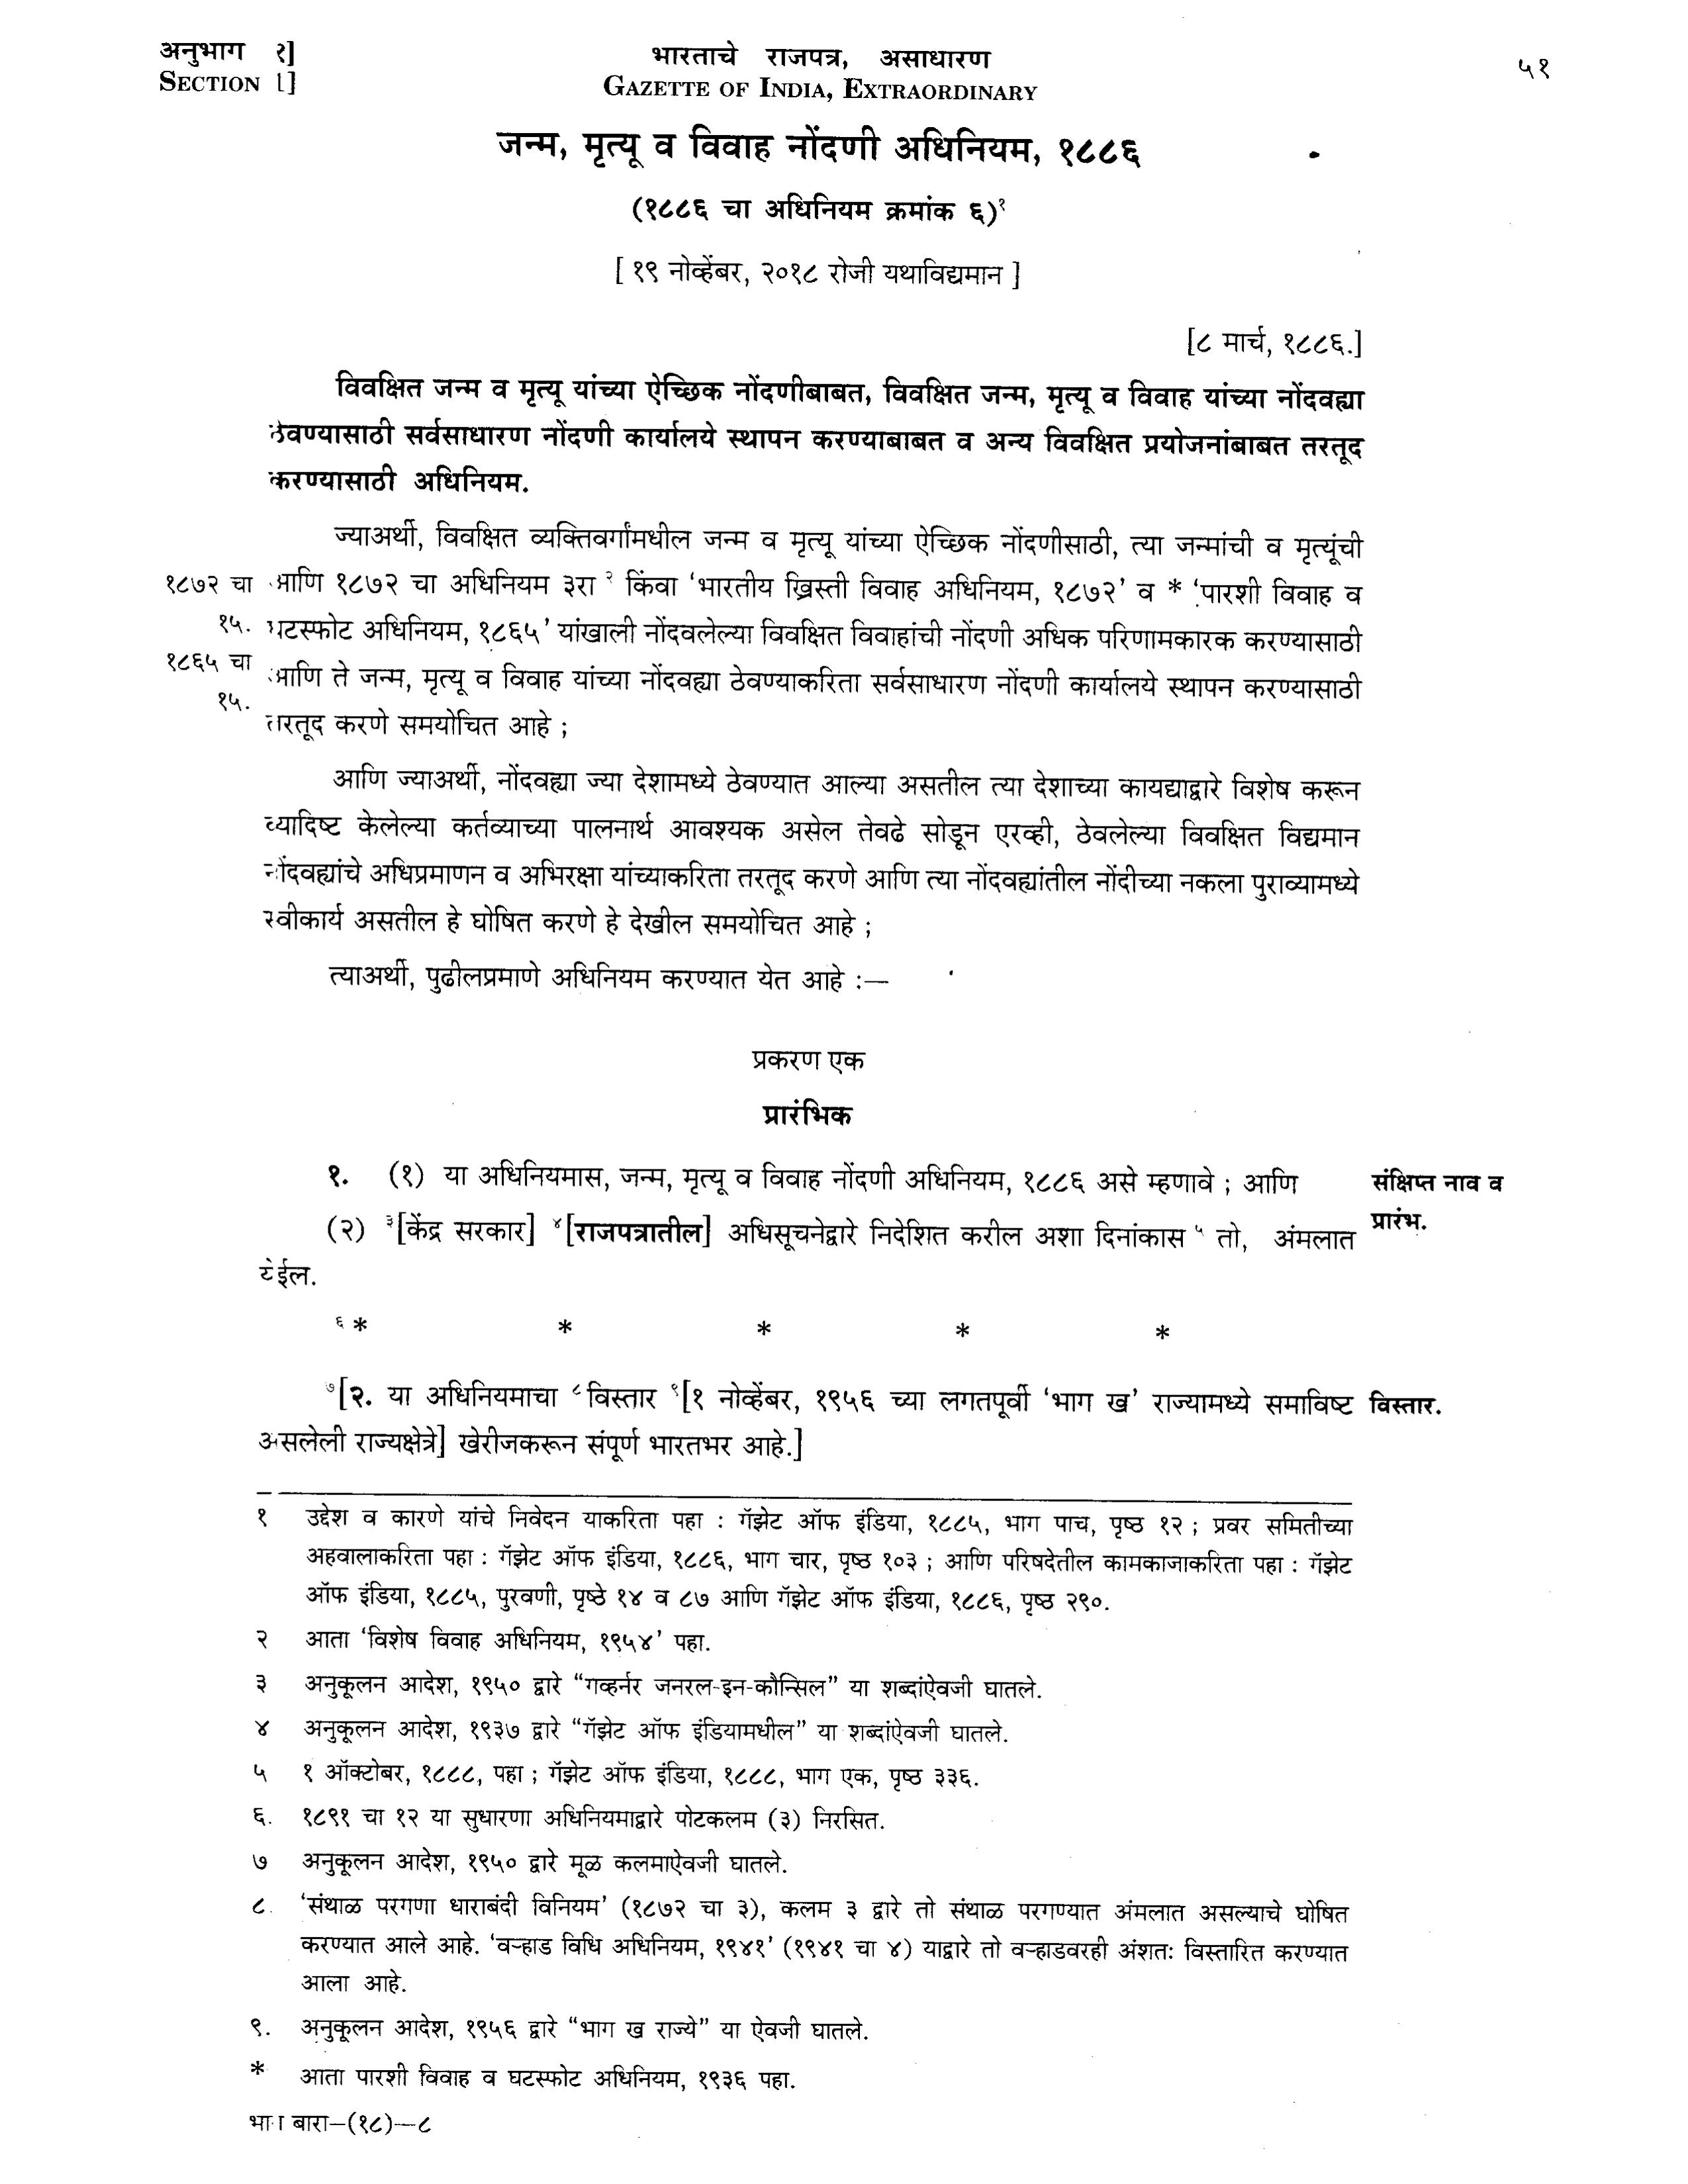 अनुभाग १]
SECTION 1]
भारताचे राजपत्र, असाधारण
GAZETTE OF INDIA, EXTRAORDINARY
५१
जन्म, मृत्यू व विवाह नोंदणी अधिनियम, १८८६
(१८८६ चा अधिनियम क्रमांक ६)१
[ १९ नोव्हेंबर, २०१८ रोजी यथाविद्यमान ]
[८ मार्च, १८८६.]
विवक्षित जन्म व मृत्यू यांच्या ऐच्छिक नोंदणीबाबत, विवक्षित जन्म, मृत्यू व विवाह यांच्या नोंदवह्या
ठेवण्यासाठी सर्वसाधारण नोंदणी कार्यालये स्थापन करण्याबाबत व अन्य विवक्षित प्रयोजनांबाबत तरतूद
करण्यासाठी अधिनियम.
ज्याअर्थी, विवक्षित व्यक्तिवर्गांमधील जन्म व मृत्यू यांच्या ऐच्छिक नोंदणीसाठी, त्या जन्मांची व मृत्यूंची
१८७२ चा आणि १८७२ चा अधिनियम ३रा २ किंवा ‘भारतीय ख्रिस्ती विवाह अधिनियम, १८७२’ व * ‘पारशी विवाह व
१५. घटस्फोट अधिनियम, १८६५’ यांखाली नोंदवलेल्या विवक्षित विवाहांची नोंदणी अधिक परिणामकारक करण्यासाठी
१८६५ चा आणि ते जन्म, मृत्यू व विवाह यांच्या नोंदवह्या ठेवण्याकरिता सर्वसाधारण नोंदणी कार्यालये स्थापन करण्यासाठी
१५. तरतूद करणे समयोचित आहे ;
आणि ज्याअर्थी, नोंदवह्या ज्या देशामध्ये ठेवण्यात आल्या असतील त्या देशाच्या कायद्याद्वारे विशेष करून
व्यादिष्ट केलेल्या कर्तव्याच्या पालनार्थ आवश्यक असेल तेवढे सोडून एरव्ही, ठेवलेल्या विवक्षित विद्यमान
नोंदवह्यांचे अधिप्रमाणन व अभिरक्षा यांच्याकरिता तरतूद करणे आणि त्या नोंदवह्यांतील नोंदीच्या नकला पुराव्यामध्ये
स्वीकार्य असतील हे घोषित करणे हे देखील समयोचित आहे ;
त्याअर्थी, पुढीलप्रमाणे अधिनियम करण्यात येत आहे :—
प्रकरण एक
प्रारंभिक
१. (१) या अधिनियमास, जन्म, मृत्यू व विवाह नोंदणी अधिनियम, १८८६ असे म्हणावे ; आणि संक्षिप्त नाव व
(२) ३[केंद्र सरकार] ४[राजपत्रातील] अधिसूचनेद्वारे निदेशित करील अशा दिनांकास ५ तो, अंमलात प्रारंभ.
येईल.
६ * * * * *
७[२. या अधिनियमाचा ८विस्तार ९[१ नोव्हेंबर, १९५६ च्या लगतपूर्वी ‘भाग ख’ राज्यामध्ये समाविष्ट विस्तार.
असलेली राज्यक्षेत्रे] खेरीजकरून संपूर्ण भारतभर आहे.]
१ उद्देश व कारणे यांचे निवेदन याकरिता पहा : गॅझेट ऑफ इंडिया, १८८५, भाग पाच, पृष्ठ १२ ; प्रवर समितीच्या
अहवालाकरिता पहा : गॅझेट ऑफ इंडिया, १८८६, भाग चार, पृष्ठ १०३ ; आणि परिषदेतील कामकाजाकरिता पहा : गॅझेट
ऑफ इंडिया, १८८५, पुरवणी, पृष्ठे १४ व ८७ आणि गॅझेट ऑफ इंडिया, १८८६, पृष्ठ २९०.
२ आता ‘विशेष विवाह अधिनियम, १९५४’ पहा.
३ अनुकूलन आदेश, १९५० द्वारे “गव्हर्नर जनरल-इन-कौन्सिल” या शब्दांऐवजी घातले.
४ अनुकूलन आदेश, १९३७ द्वारे “गॅझेट ऑफ इंडियामधील” या शब्दांऐवजी घातले.
५ १ ऑक्टोबर, १८८८, पहा ; गॅझेट ऑफ इंडिया, १८८८, भाग एक, पृष्ठ ३३६.
६. १८९१ चा १२ या सुधारणा अधिनियमाद्वारे पोटकलम (३) निरसित.
७ अनुकूलन आदेश, १९५० द्वारे मूळ कलमाऐवजी घातले.
८. ‘संथाळ परगणा धाराबंदी विनियम’ (१८७२ चा ३), कलम ३ द्वारे तो संथाळ परगण्यात अंमलात असल्याचे घोषित
करण्यात आले आहे. ‘वऱ्हाड विधि अधिनियम, १९४१’ (१९४१ चा ४) याद्वारे तो वऱ्हाडवरही अंशतः विस्तारित करण्यात
आला आहे.
९. अनुकूलन आदेश, १९५६ द्वारे “भाग ख राज्ये” या ऐवजी घातले.
* आता पारशी विवाह व घटस्फोट अधिनियम, १९३६ पहा.
भाग बारा—(१८)—८